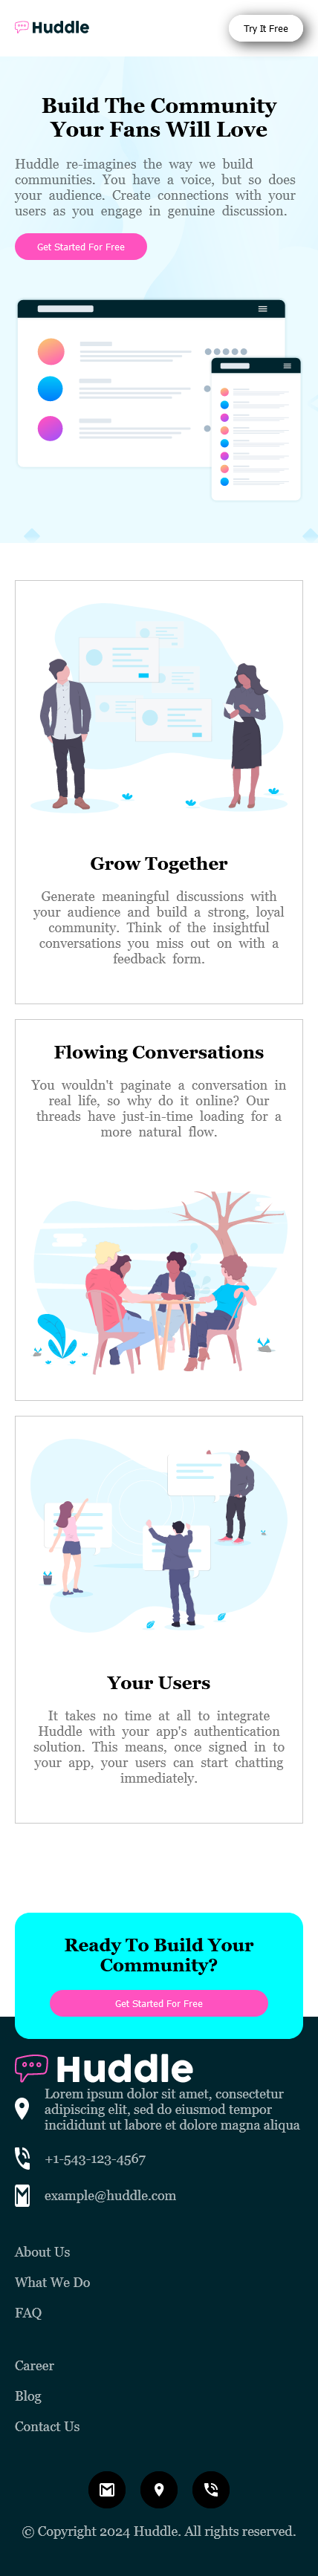 Huddle
Try It Free
Build The Community
Your Fans Will Love
Huddle re-imagines the way we build
communities. You have a voice, but so does
your audience. Create connections with your
users as you engage in genuine discussion.
Get Started For Free
Grow Together
Generate meaningful discussions with
your audience and build a strong, loyal
community. Think of the insightful
conversations you miss out on with a
feedback form.
Flowing Conversations
You wouldn't paginate a conversation in
real life, so why do it online? Our
threads have just-in-time loading for a
more natural flow.
Your Users
It takes no time at all to integrate
Huddle with your app's authentication
solution. This means, once signed in to
your app, your users can start chatting
immediately.
Ready To Build Your
Community?
Get Started For Free
Huddle
Lorem ipsum dolor sit amet, consectetur
adipiscing elit, sed do eiusmod tempor
incididunt ut labore et dolore magna aliqua
+1-543-123-4567
example@huddle.com
About Us
What We Do
FAQ
Career
Blog
Contact Us
© Copyright 2024 Huddle. All rights reserved.